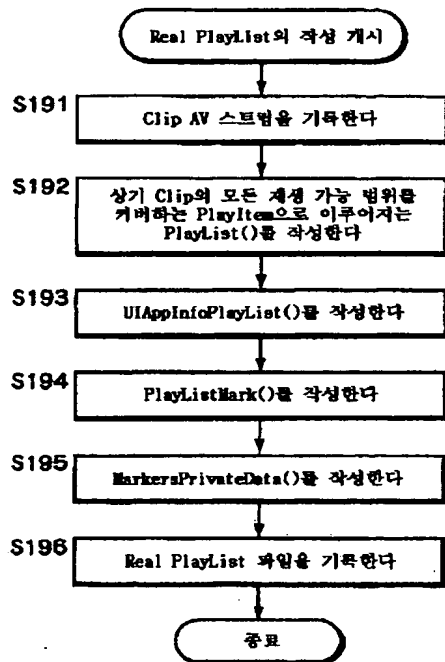 Real PlayList의 작성 개시
S191
Clip AV 스트림을 기록한다
S192
상기 Clip의 모든 재생 가능 범위를
커버하는 PlayItem으로 이루어지는
PlayList()를 작성한다
S193
UIAppInfoPlayList()를 작성한다
S194
PlayListMark()를 작성한다
S195
MarkersPrivateData()를 작성한다
S196
Real PlayList 파일을 기록한다
종료